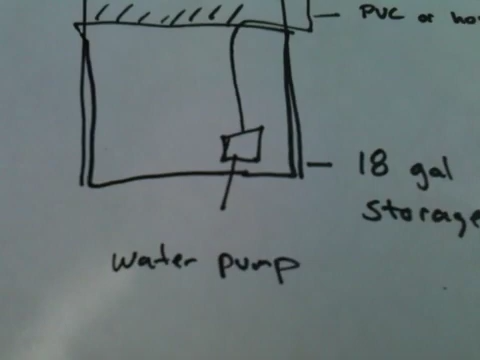 PVC or
18 gal
storage
water pump